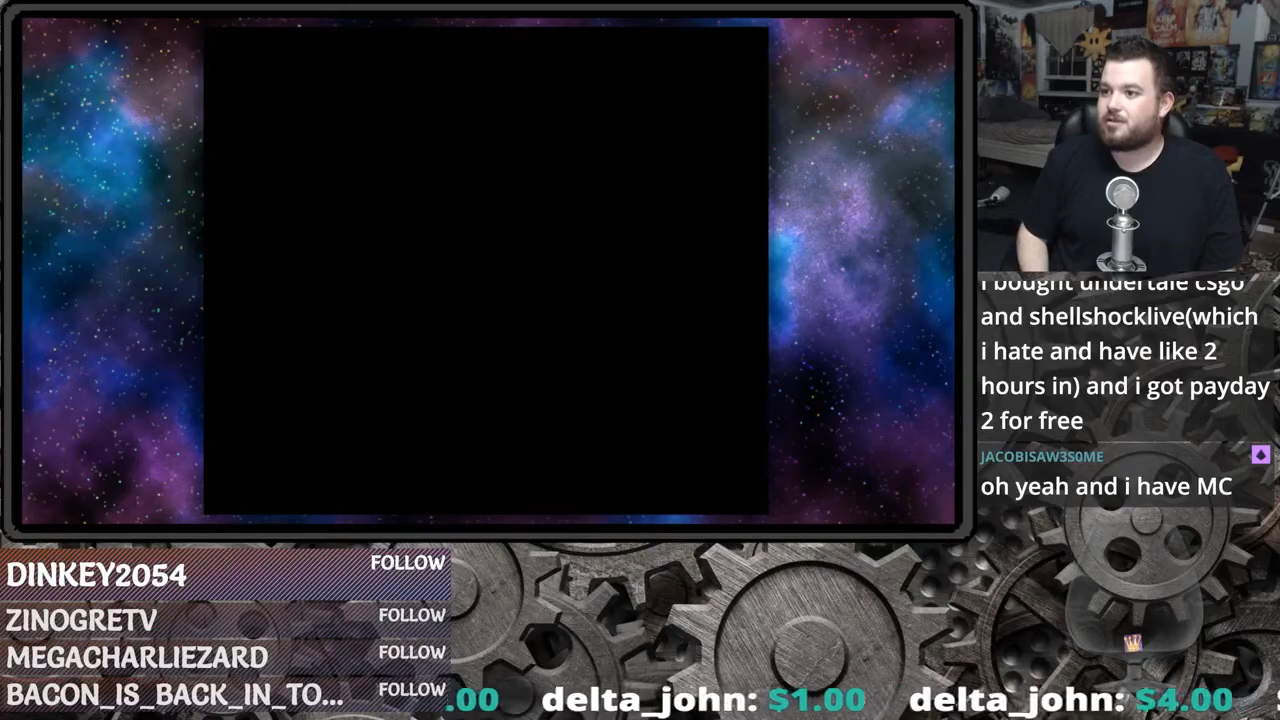 i bought undertale csgo
and shellshocklive(which
i hate and have like 2
hours in) and i got payday
2 for free
JACOBISAW3S0ME
oh yeah and i have MC
DINKEY2054 FOLLOW
ZINOGRETV FOLLOW
MEGACHARLIEZARD FOLLOW
BACON_IS_BACK_IN_TO... FOLLOW
.00 delta_john: $1.00 delta_john: $4.00